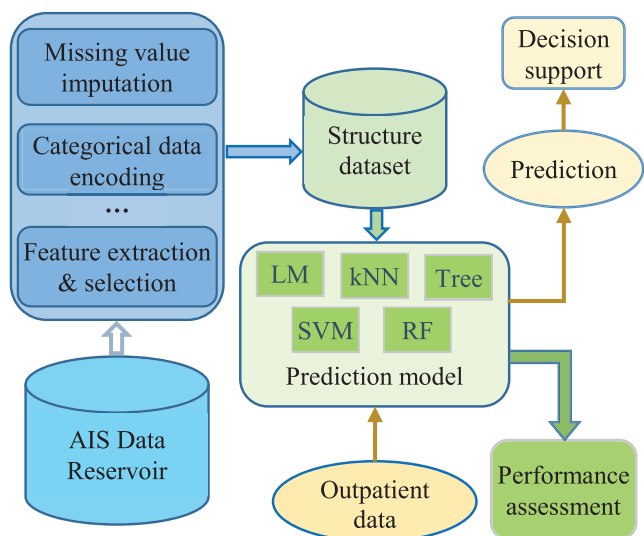 Missing value
imputation
Categorical data
encoding
...
Feature extraction
& selection
AIS Data
Reservoir
Structure
dataset
LM
kNN
Tree
SVM
RF
Prediction model
Outpatient
data
Decision
support
Prediction
Performance
assessment